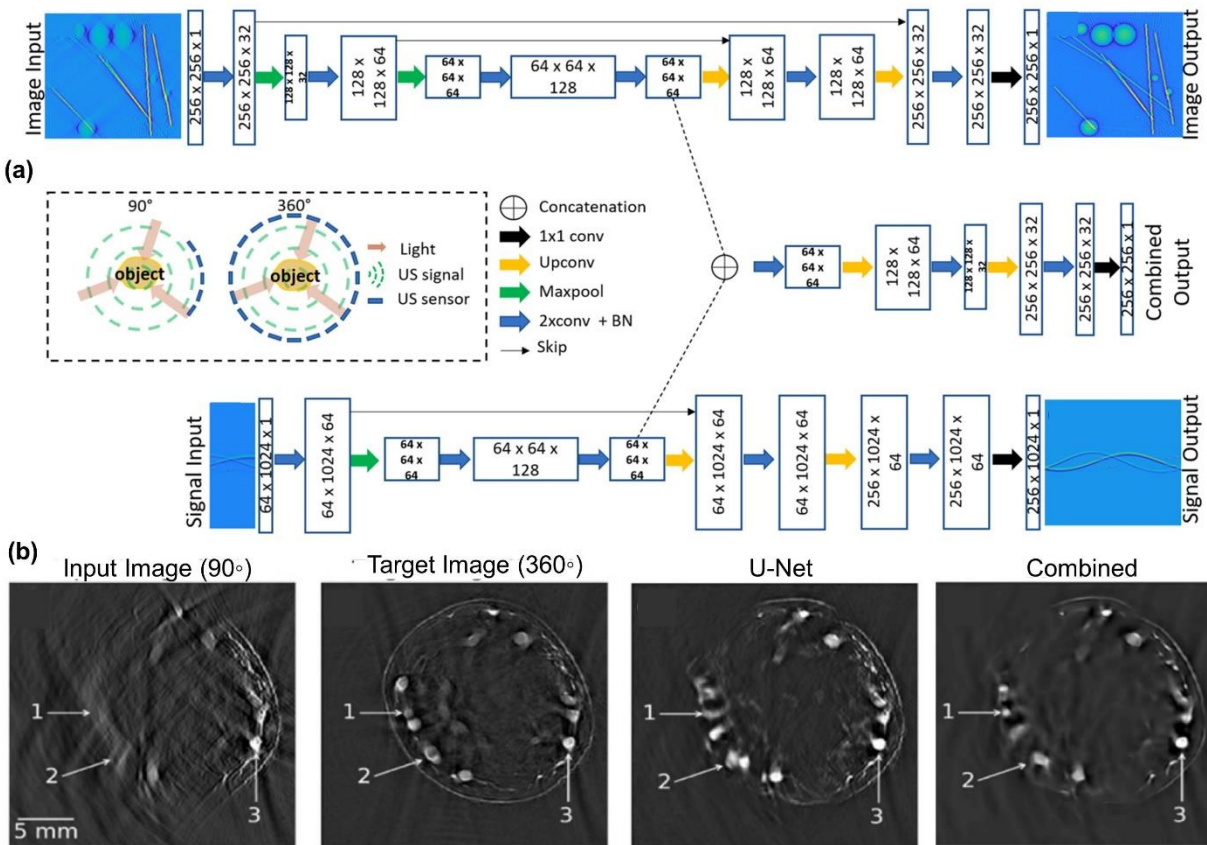 Image Input
256 x 256 x 1
256 x 256 x 32
128 x 128 x
32
128 x
128 x 64
64 x
64 x
64
64 x 64 x
128
64 x
64 x
64
128 x
128 x 64
128 x
128 x 64
256 x 256 x 32
256 x 256 x 32
256 x 256 x 1
Image Output
(a)
90°
360°
object
object
Light
US signal
US sensor
Concatenation
1x1 conv
Upconv
Maxpool
2xconv + BN
Skip
64 x
64 x
64
128 x
128 x 64
128 x 128 x
32
256 x 256 x 32
256 x 256 x 32
256 x 256 x 1
Combined
Output
Signal Input
64 x 1024 x 1
64 x 1024 x 64
64 x
64 x
64
64 x 64 x
128
64 x
64 x
64
64 x 1024 x 64
64 x 1024 x 64
256 x 1024 x
64
256 x 1024 x
64
256 x 1024 x 1
Signal Output
(b)
Input Image (90°)
Target Image (360°)
U-Net
Combined
1
2
3
5 mm
1
2
3
1
2
3
1
2
3